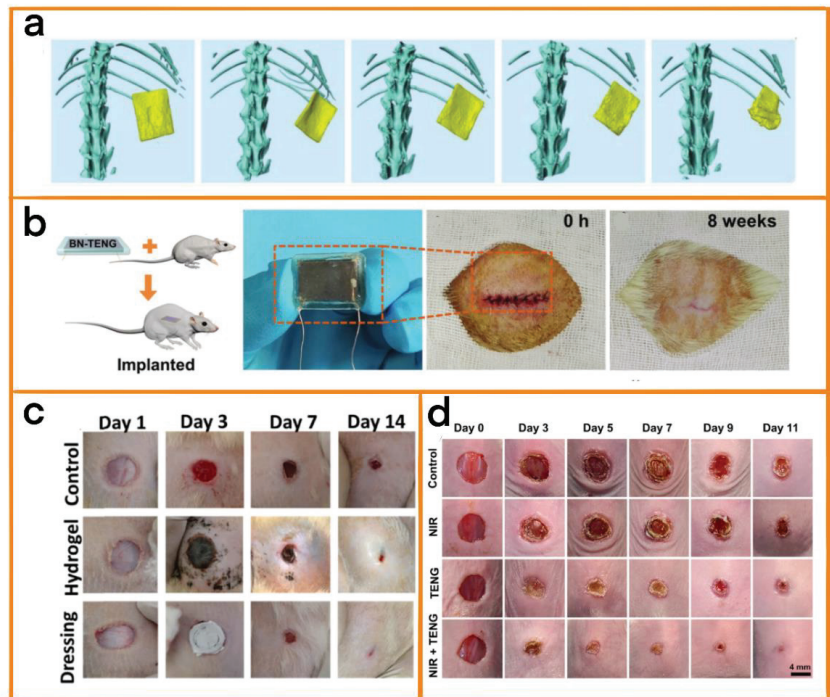 a
b
BN-TENG
+
Implanted
0 h
8 weeks
c
Day 1 Day 3 Day 7 Day 14
Control
Hydrogel
Dressing
d
Day 0 Day 3 Day 5 Day 7 Day 9 Day 11
Control
NIR
TENG
NIR + TENG
4 mm